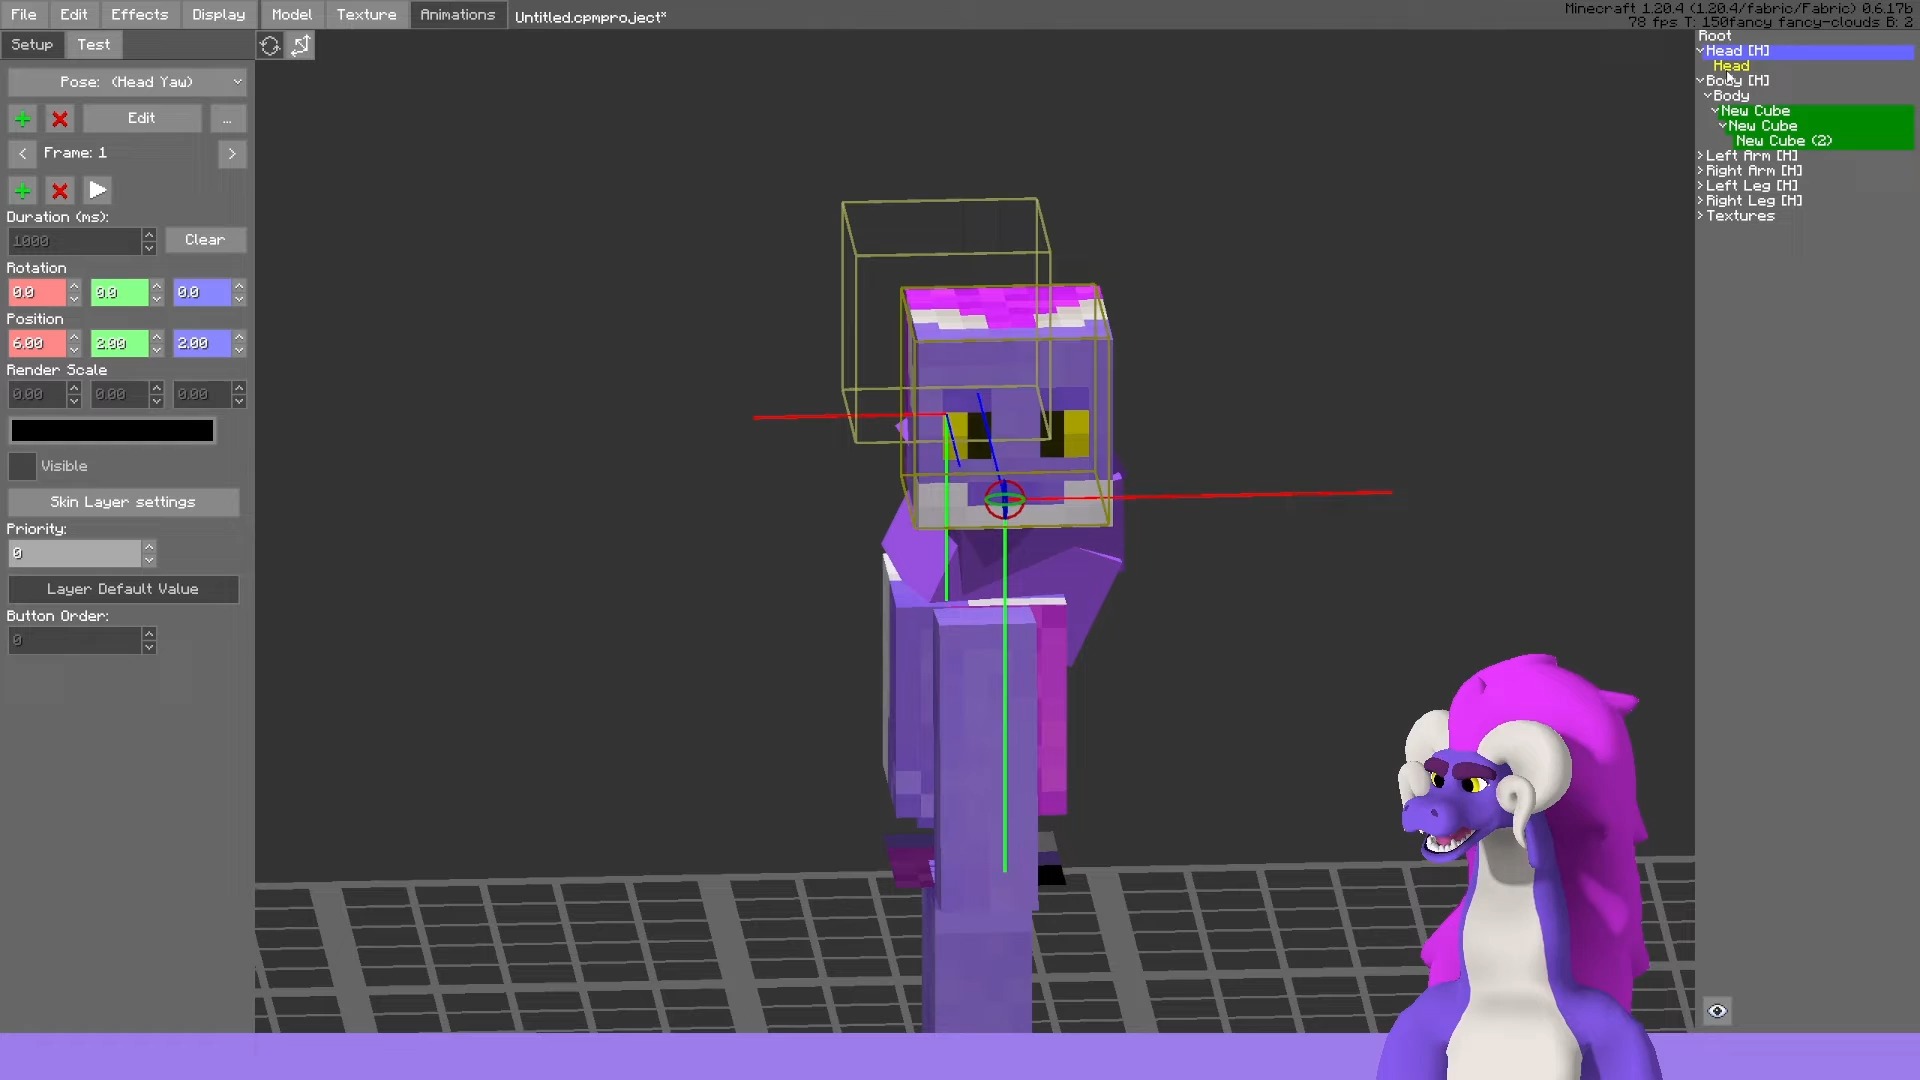 File Edit Effects Display Model Texture Animations Untitled.cpmproject*
Minecraft 1.20.4 (1.20.4/fabric/Fabric) 0.6.17b
78 fps T: 150fancy fancy-clouds B: 2
Setup Test
Pose: (Head Yaw)
Edit ...
Frame: 1
Duration (ms):
1000 Clear
Rotation
0.0 0.0 0.0
Position
6.00 2.00 2.00
Render Scale
0.00 0.00 0.00
Visible
Skin Layer settings
Priority:
0
Layer Default Value
Button Order:
0
Root
Head [H]
Head
Body [H]
Body
New Cube
New Cube
New Cube (2)
Left Arm [H]
Right Arm [H]
Left Leg [H]
Right Leg [H]
Textures